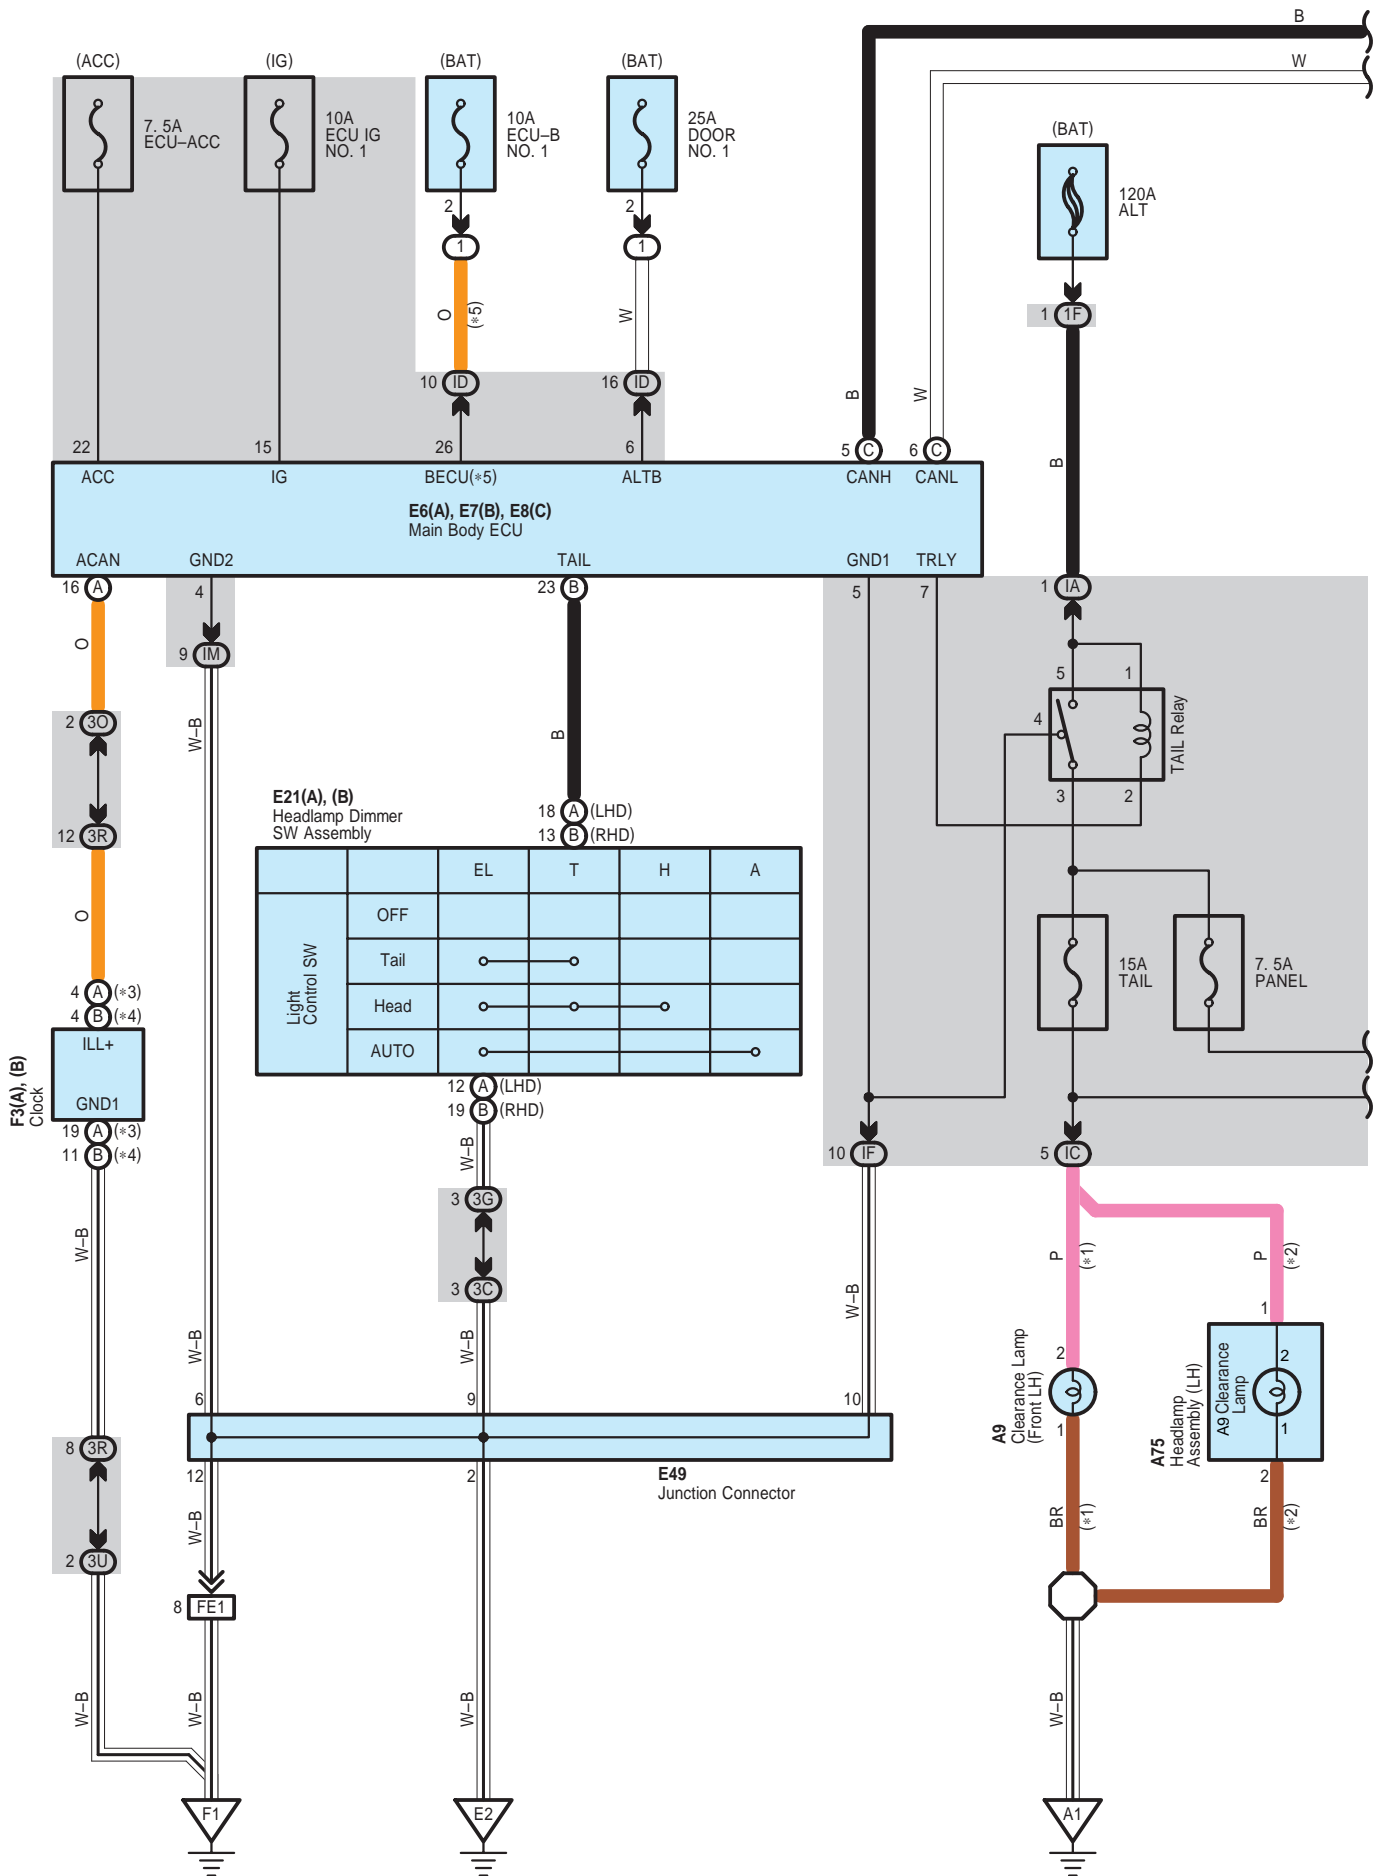 B
W
(ACC)
(IG)
(BAT)
(BAT)
7. 5A
ECU–ACC
10A
ECU IG
NO. 1
10A
ECU–B
NO. 1
25A
DOOR
NO. 1
(BAT)
120A
ALT
2
2
1
1
O
(*5)
W
1
1F
10
ID
16
ID
B
W
B
22
15
26
6
5
C
6
C
ACC
IG
BECU(*5)
ALTB
CANH
CANL
E6(A), E7(B), E8(C)
Main Body ECU
ACAN
GND2
TAIL
GND1
TRLY
16
A
4
23
B
5
7
1
IA
O
9
IM
W–B
B
5
1
4
TAIL Relay
3
2
2
3O
12
3R
E21(A), (B)
Headlamp Dimmer
SW Assembly
18
A
(LHD)
13
B
(RHD)
EL
T
H
A
Light
Control SW
OFF
Tail
Head
AUTO
O
15A
TAIL
7. 5A
PANEL
4
A
(*3)
4
B
(*4)
ILL+
GND1
F3(A), (B)
Clock
19
A
(*3)
11
B
(*4)
12
A
(LHD)
19
B
(RHD)
W–B
10
IF
5
IC
3
3G
3
3C
W–B
W–B
P
(*1)
P
(*2)
W–B
W–B
1
2
A9
Clearance Lamp
(Front LH)
1
A75
Headlamp
Assembly (LH)
A9 Clearance
Lamp
2
1
2
6
9
10
12
2
E49
Junction Connector
8
3R
W–B
BR
(*1)
BR
(*2)
2
3U
8
FE1
W–B
W–B
W–B
W–B
F1
E2
A1